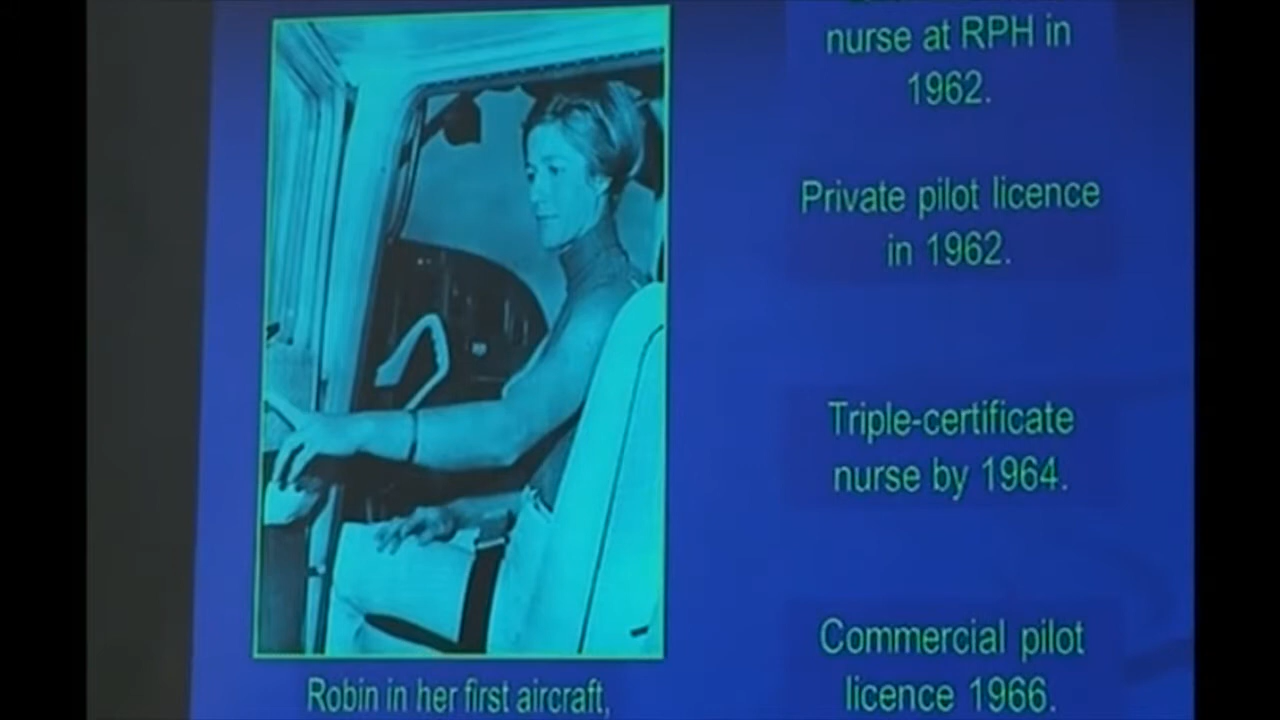 nurse at RPH in
1962.
Private pilot licence
in 1962.
Triple-certificate
nurse by 1964.
Commercial pilot
licence 1966.
Robin in her first aircraft,